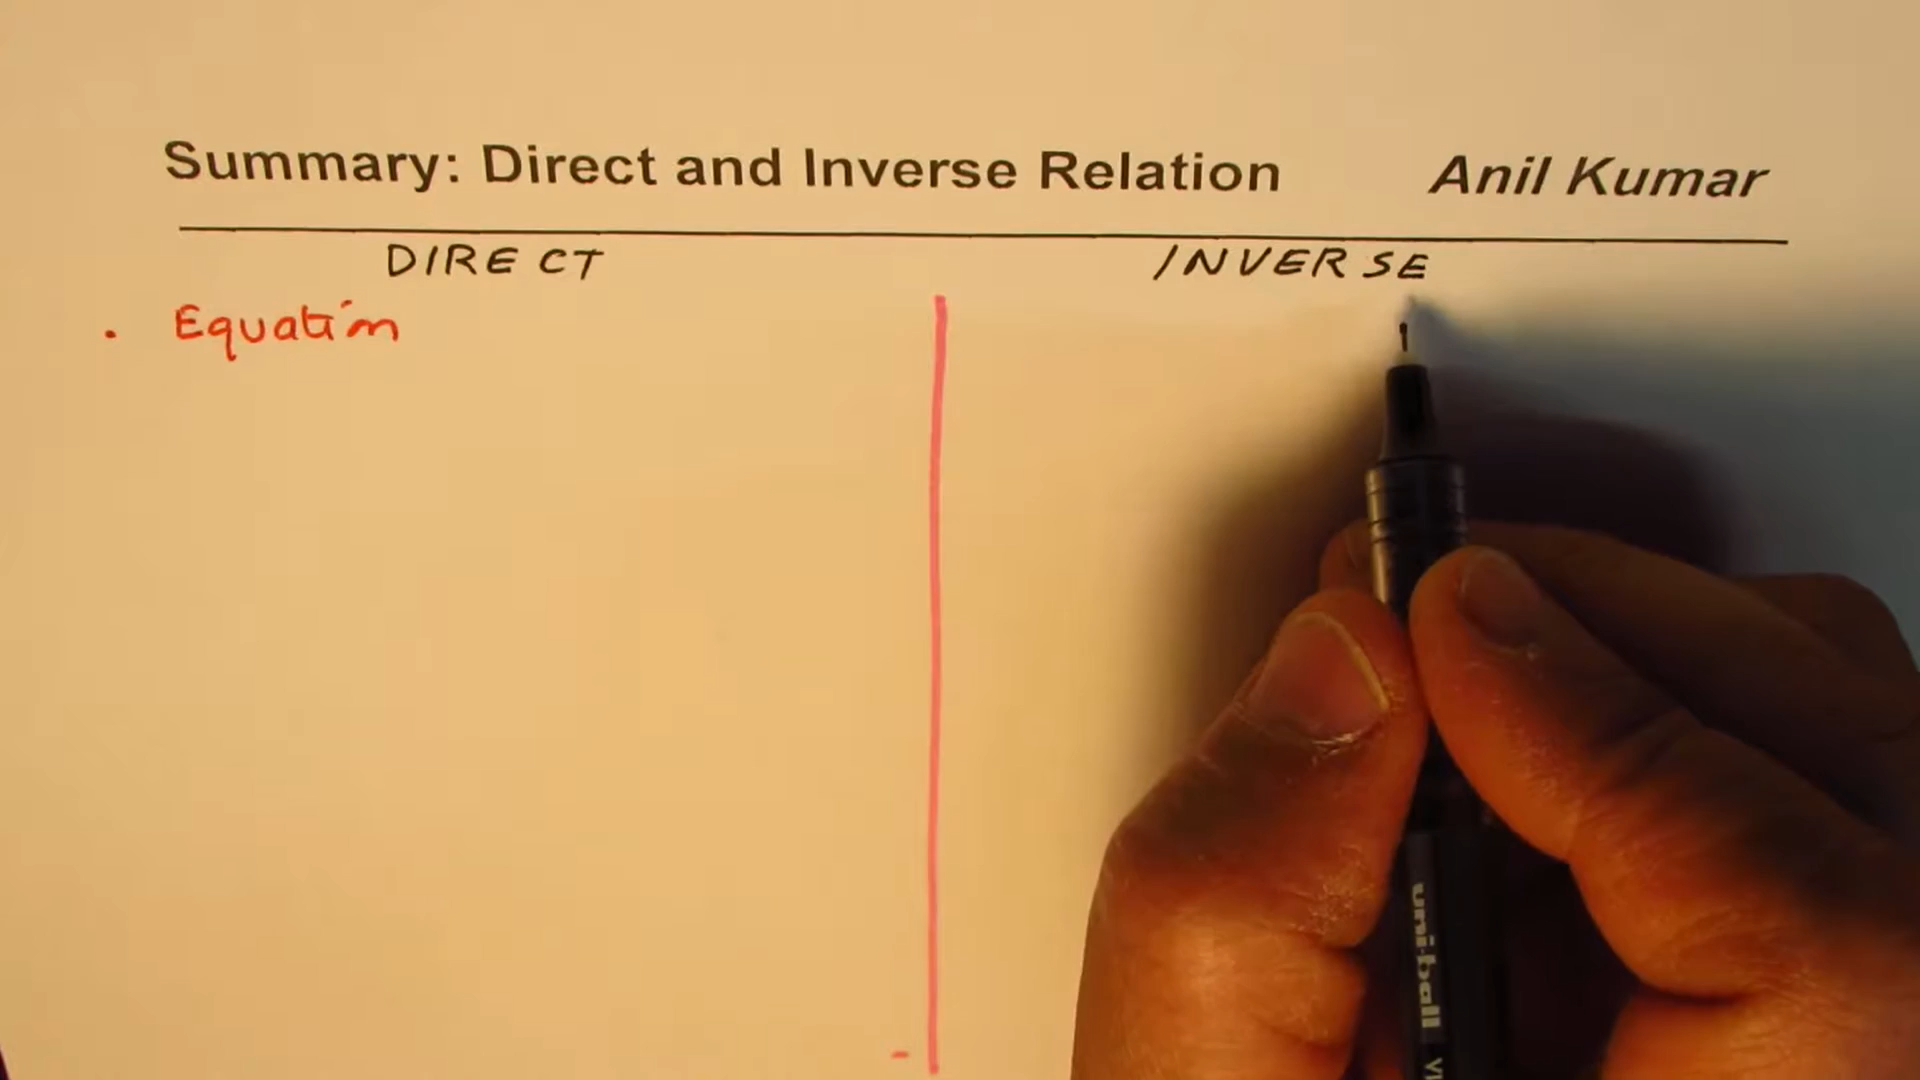 Summary: Direct and Inverse Relation Anil Kumar
DIRECT INVERSE
. Equation
uni-ball